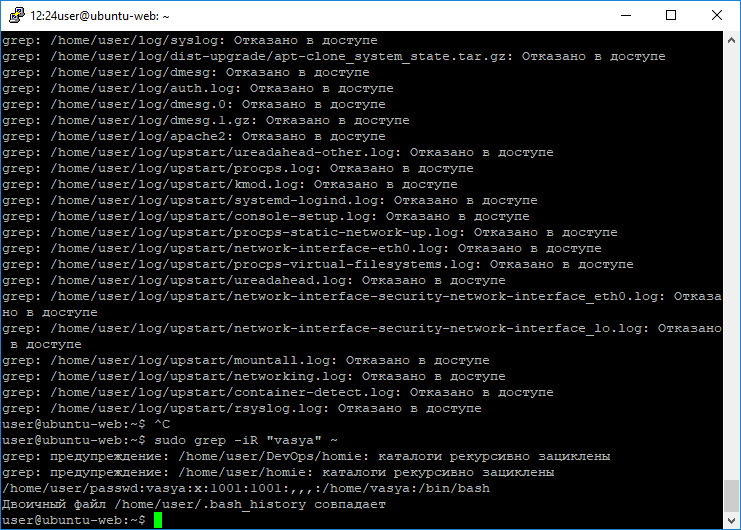 12:24user@ubuntu-web: ~
grep: /home/user/log/syslog: Отказано в доступе
grep: /home/user/log/dist-upgrade/apt-clone_system_state.tar.gz: Отказано в доступе
grep: /home/user/log/dmesg: Отказано в доступе
grep: /home/user/log/auth.log: Отказано в доступе
grep: /home/user/log/dmesg.0: Отказано в доступе
grep: /home/user/log/dmesg.1.gz: Отказано в доступе
grep: /home/user/log/apache2: Отказано в доступе
grep: /home/user/log/upstart/ureadahead-other.log: Отказано в доступе
grep: /home/user/log/upstart/procps.log: Отказано в доступе
grep: /home/user/log/upstart/kmod.log: Отказано в доступе
grep: /home/user/log/upstart/systemd-logind.log: Отказано в доступе
grep: /home/user/log/upstart/console-setup.log: Отказано в доступе
grep: /home/user/log/upstart/procps-static-network-up.log: Отказано в доступе
grep: /home/user/log/upstart/network-interface-eth0.log: Отказано в доступе
grep: /home/user/log/upstart/procps-virtual-filesystems.log: Отказано в доступе
grep: /home/user/log/upstart/ureadahead.log: Отказано в доступе
grep: /home/user/log/upstart/network-interface-security-network-interface_eth0.log: Отказа
но в доступе
grep: /home/user/log/upstart/network-interface-security-network-interface_lo.log: Отказано
 в доступе
grep: /home/user/log/upstart/mountall.log: Отказано в доступе
grep: /home/user/log/upstart/networking.log: Отказано в доступе
grep: /home/user/log/upstart/container-detect.log: Отказано в доступе
grep: /home/user/log/upstart/rsyslog.log: Отказано в доступе
user@ubuntu-web:~$ ^C
user@ubuntu-web:~$ sudo grep -iR "vasya" ~
grep: предупреждение: /home/user/DevOps/homie: каталоги рекурсивно зациклены
grep: предупреждение: /home/user/homie: каталоги рекурсивно зациклены
/home/user/passwd:vasya:x:1001:1001:,,,:/home/vasya:/bin/bash
Двоичный файл /home/user/.bash_history совпадает
user@ubuntu-web:~$